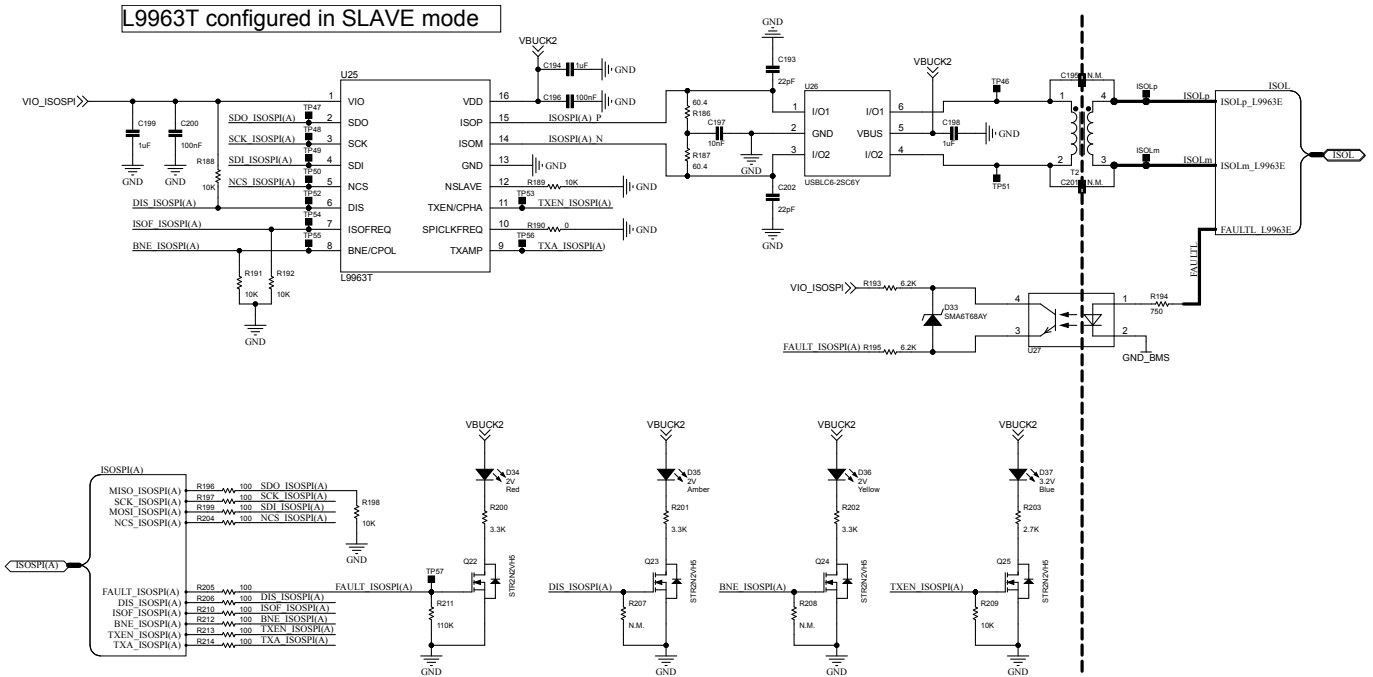 L9963T configured in SLAVE mode
VBUCK2
GND
C194 1uF GND
C193
22pF
U25
VIO_ISOSPI
1 VIO
VDD 16
C196 100nF GND
C199
1uF
GND
C200
100nF
GND
R188
10K
SDO_ISOSPI(A) TP47 2 SDO
SCK_ISOSPI(A) TP48 3 SCK
SDI_ISOSPI(A) TP49 4 SDI
NCS_ISOSPI(A) TP50 5 NCS
DIS_ISOSPI(A) TP52 6 DIS
ISOF_ISOSPI(A) TP54 7 ISOFREQ
BNE_ISOSPI(A) TP55 8 BNE/CPOL
ISOP 15 ISOSPI(A)_P
ISOM 14 ISOSPI(A)_N
GND 13 GND
NSLAVE 12 R189 10K GND
TXEN/CPHA 11 TP53 TXEN_ISOSPI(A)
SPICLKFREQ 10 R190 0 GND
TXAMP 9 TP56 TXA_ISOSPI(A)
L9963T
R191
10K
R192
10K
GND
60.4
R186
R187
60.4
C197
10nF
GND
C202
22pF
GND
U26
1 I/O1
2 GND
3 I/O2
I/O1 6
VBUS 5
I/O2 4
USBLC6-2SC6Y
VBUCK2
C198
1uF
GND
TP46
TP51
C195 N.M.
1 4
2 3
T2
C201 N.M.
ISOLp
ISOLp
ISOLm
ISOLm
ISOL
ISOLp_L9963E
ISOLm_L9963E
FAULTL_L9963E
ISOL
FAULTL
VIO_ISOSPI R193 6.2K
D33
SMA6T68AY
FAULT_ISOSPI(A) R195 6.2K
4
3
1
2
U27
R194
750
GND_BMS
ISOSPI(A)
ISOSPI(A)
MISO_ISOSPI(A) R196 100 SDO_ISOSPI(A)
SCK_ISOSPI(A) R197 100 SCK_ISOSPI(A)
MOSI_ISOSPI(A) R199 100 SDI_ISOSPI(A)
NCS_ISOSPI(A) R204 100 NCS_ISOSPI(A)
R198
10K
GND
FAULT_ISOSPI(A) R205 100 FAULT_ISOSPI(A)
DIS_ISOSPI(A) R206 100 DIS_ISOSPI(A)
ISOF_ISOSPI(A) R210 100 ISOF_ISOSPI(A)
BNE_ISOSPI(A) R212 100 BNE_ISOSPI(A)
TXEN_ISOSPI(A) R213 100 TXEN_ISOSPI(A)
TXA_ISOSPI(A) R214 100 TXA_ISOSPI(A)
VBUCK2
D34
2V
Red
R200
3.3K
Q22
STR2N2VH5
TP57
R211
110K
GND
GND
VBUCK2
D35
2V
Amber
R201
3.3K
Q23
STR2N2VH5
DIS_ISOSPI(A)
R207
N.M.
GND
VBUCK2
D36
2V
Yellow
R202
3.3K
Q24
STR2N2VH5
BNE_ISOSPI(A)
R208
N.M.
GND
VBUCK2
D37
3.2V
Blue
R203
2.7K
Q25
STR2N2VH5
TXEN_ISOSPI(A)
R209
10K
GND